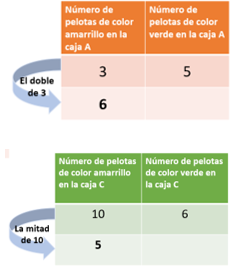 Número de
pelotas de color
amarrillo en la
caja A
Número de
pelotas de color
verde en la caja A
El doble
de 3
3
5
6
Número de pelotas
de color amarrillo
en la caja C
Número de pelotas
de color verde en
la caja C
La mitad
de 10
10
6
5